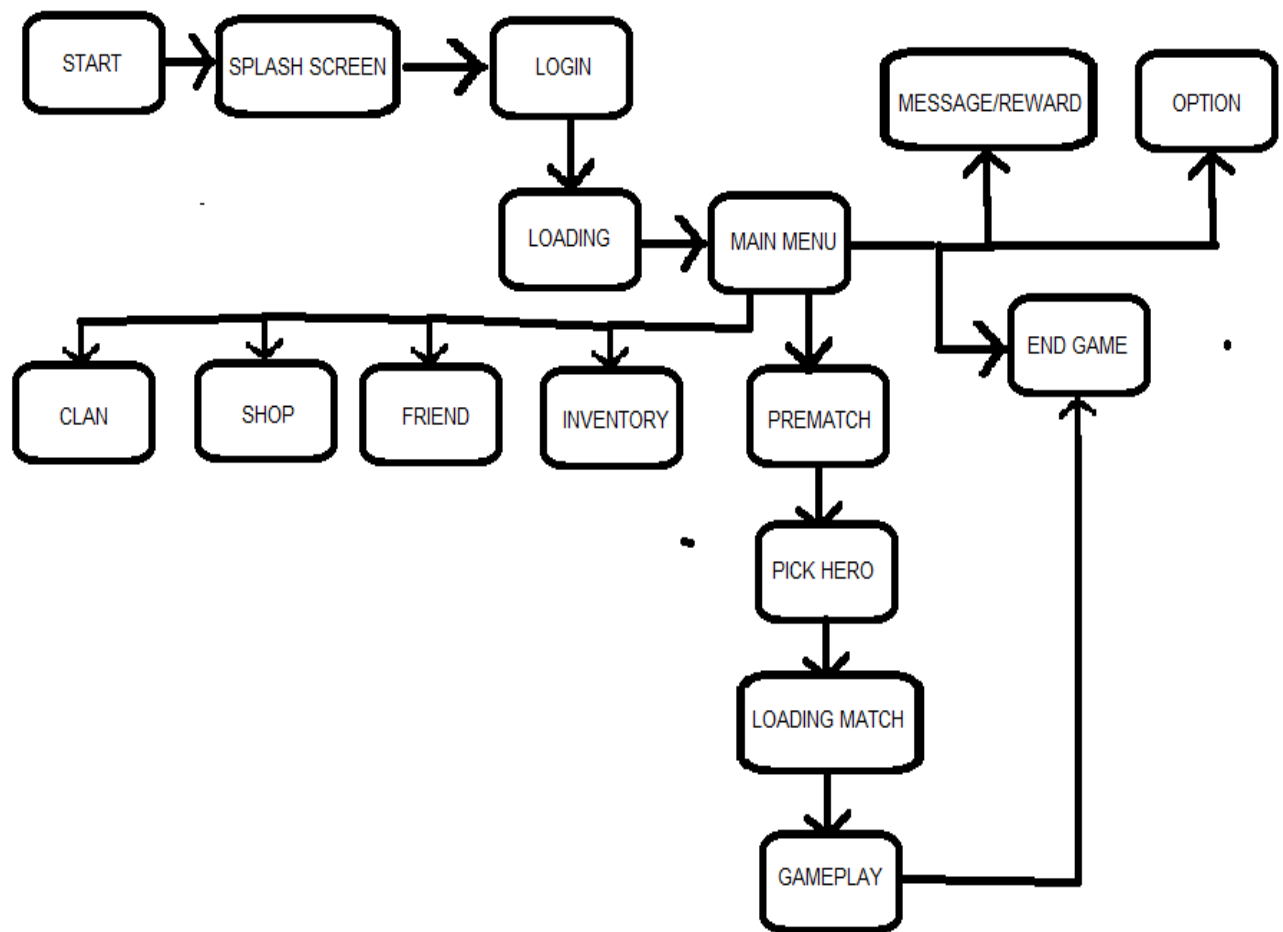 START
SPLASH SCREEN
LOGIN
MESSAGE/REWARD
OPTION
LOADING
MAIN MENU
END GAME
CLAN
SHOP
FRIEND
INVENTORY
PREMATCH
PICK HERO
LOADING MATCH
GAMEPLAY